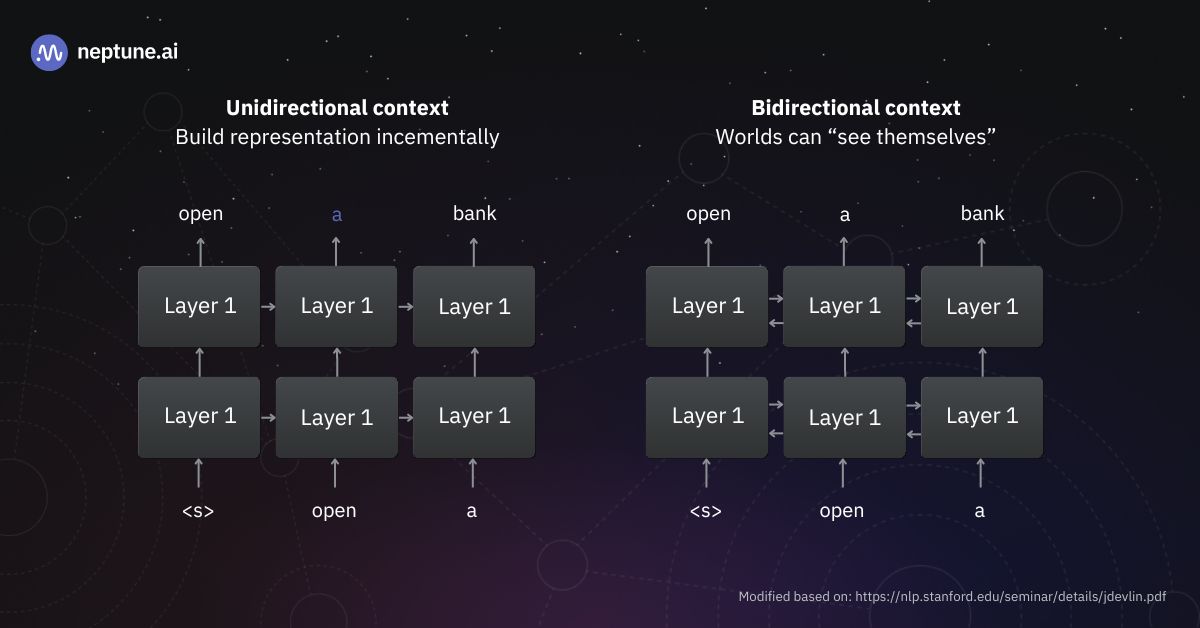 neptune.ai
Unidirectional context
Build representation incementally
open a bank
Layer 1 Layer 1 Layer 1
Layer 1 Layer 1 Layer 1
<s> open a
Bidirectional context
Worlds can “see themselves”
open a bank
Layer 1 Layer 1 Layer 1
Layer 1 Layer 1 Layer 1
<s> open a
Modified based on: https://nlp.stanford.edu/seminar/details/jdevlin.pdf